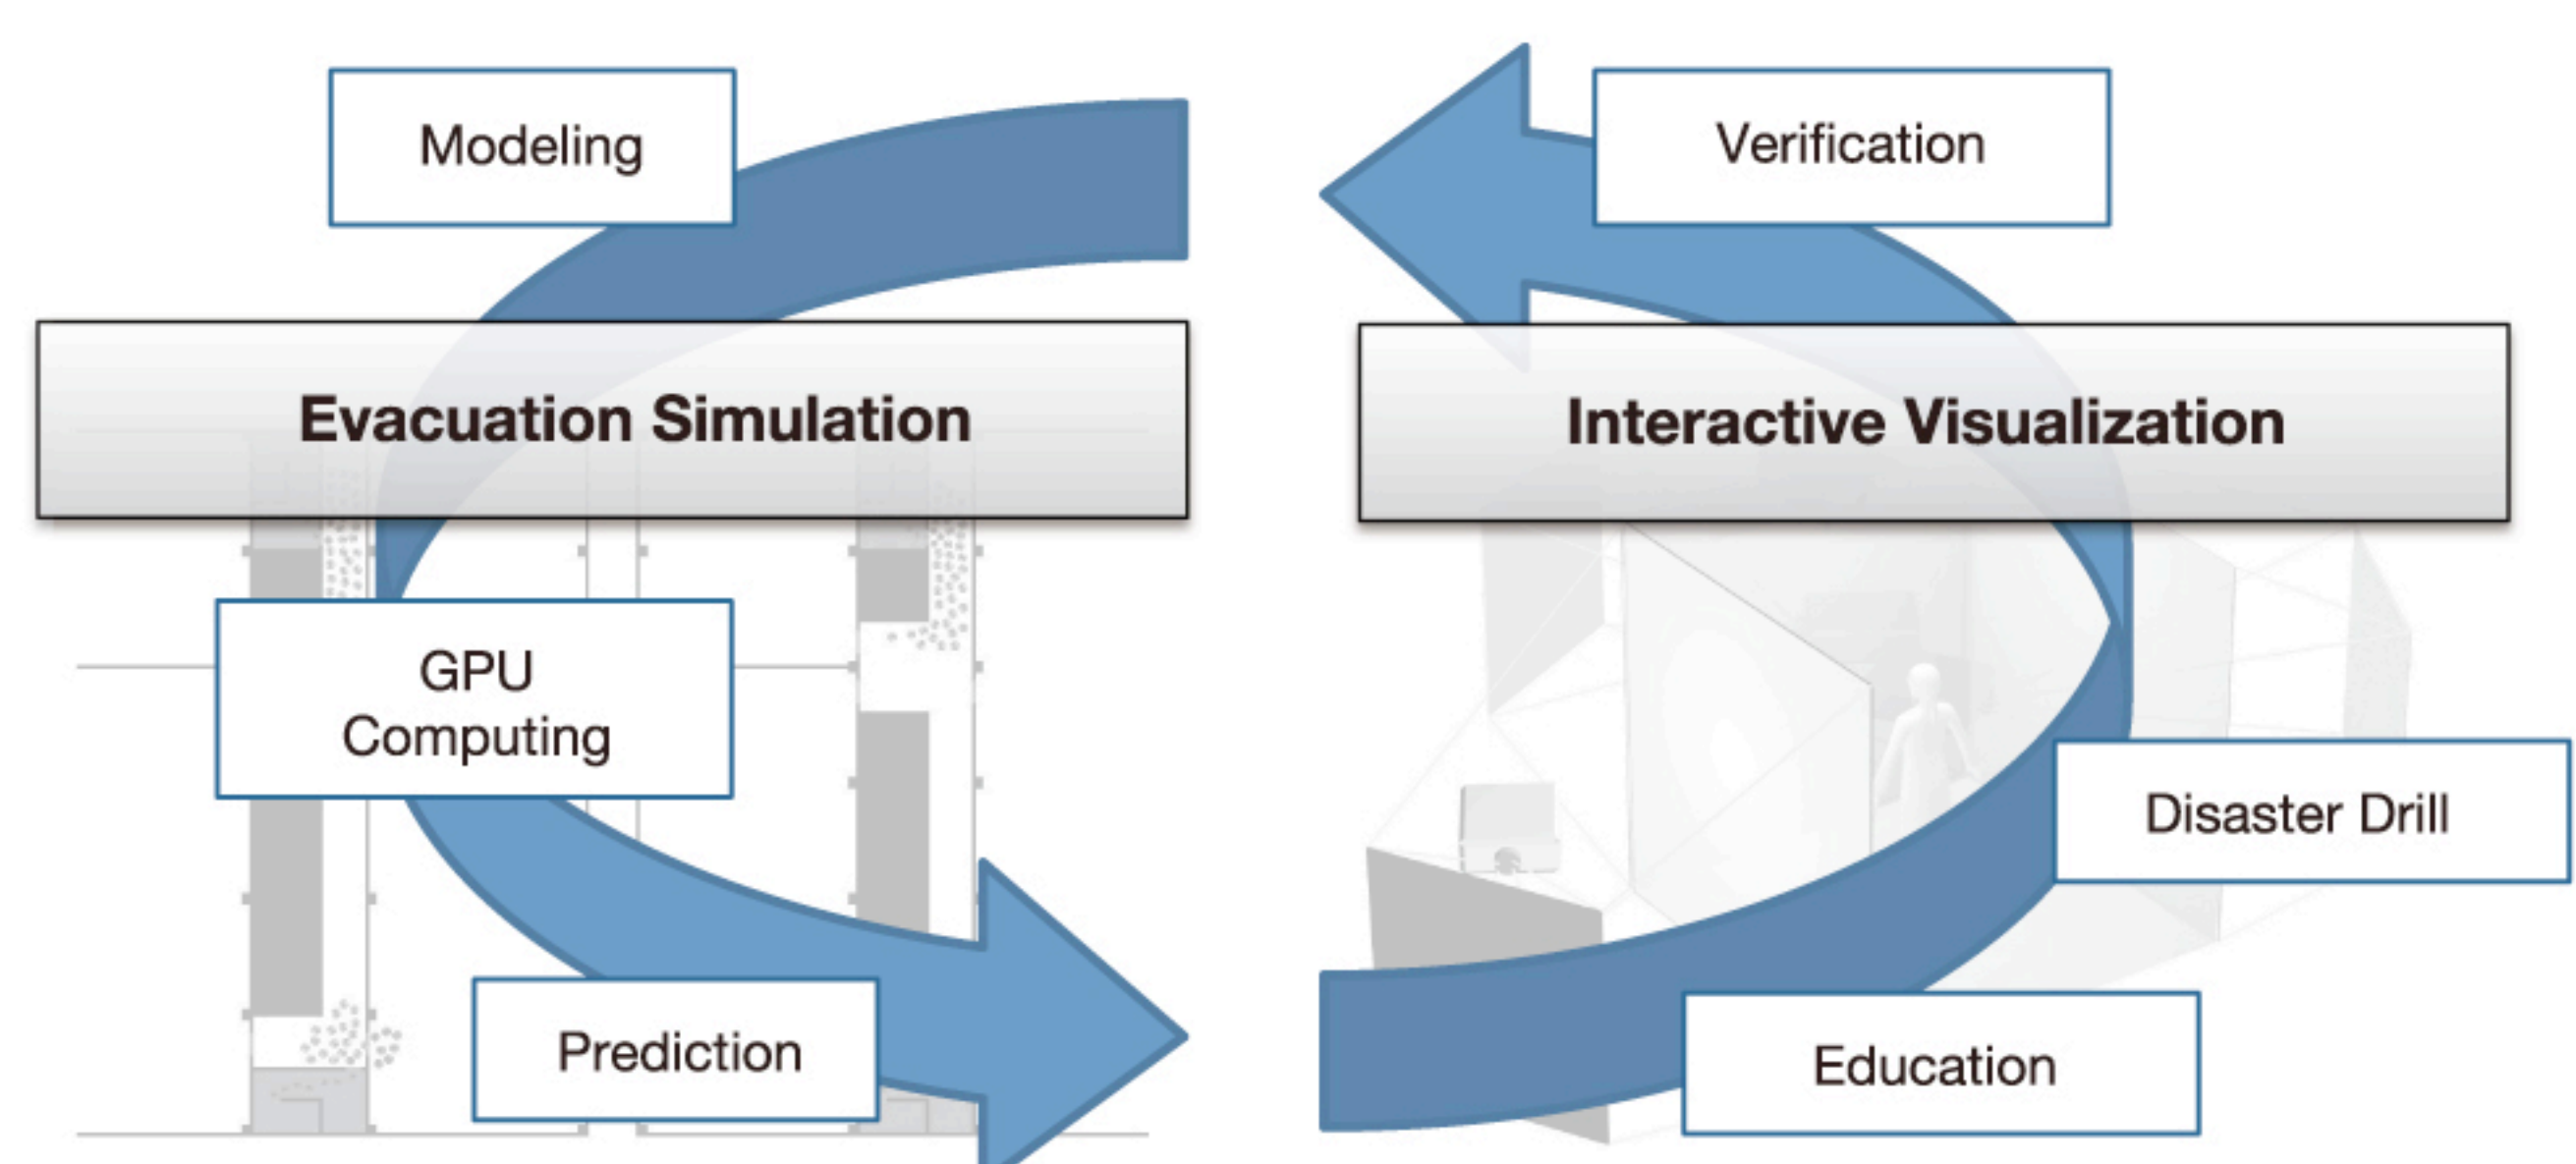 Modeling
Verification
Evacuation Simulation
Interactive Visualization
GPU
Computing
Disaster Drill
Prediction
Education